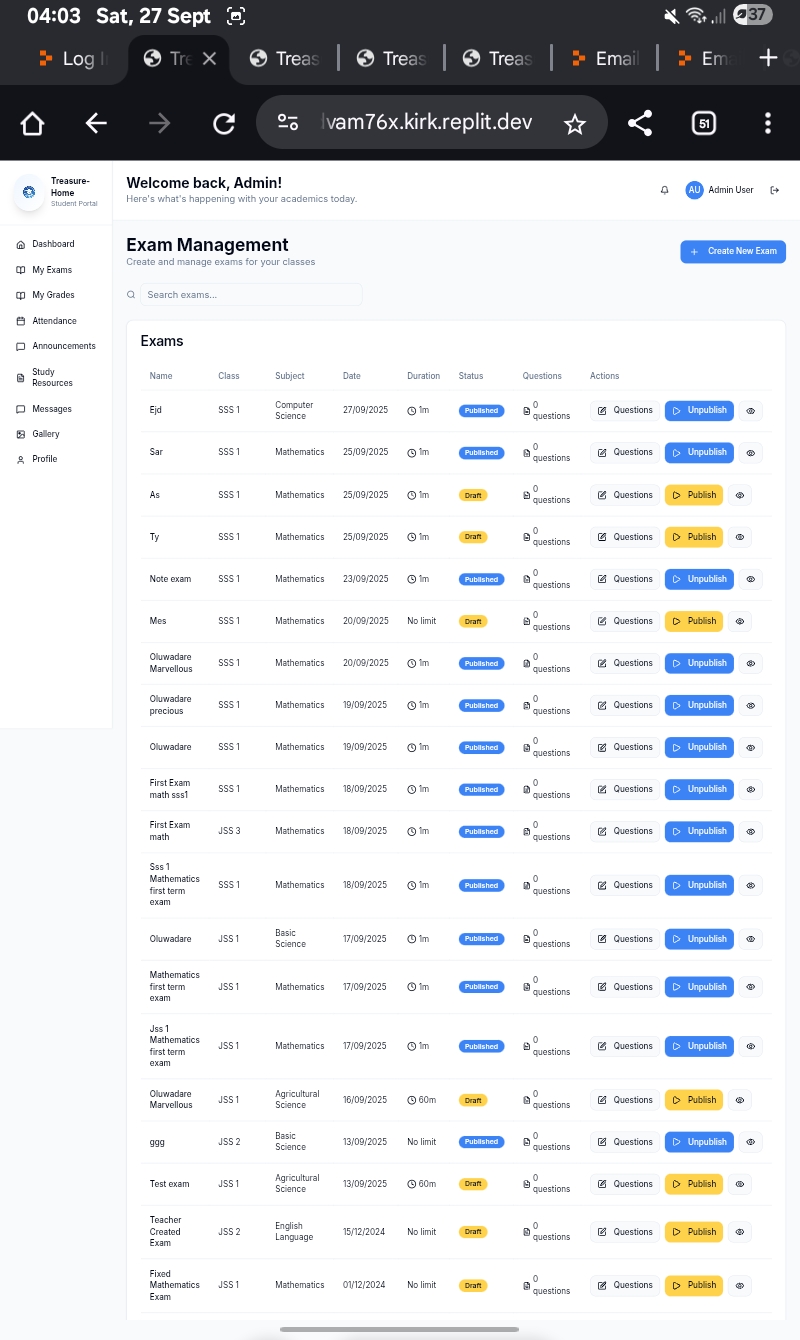 04:03 Sat, 27 Sept
37
Log I
Tre
Treas
Treas
Treas
Email
Ema
vam76x.kirk.replit.dev
51
Treasure-
Home
Student Portal
Dashboard
My Exams
My Grades
Attendance
Announcements
Study
Resources
Messages
Gallery
Profile
Welcome back, Admin!
Here's what's happening with your academics today.
AU Admin User
Exam Management
Create and manage exams for your classes
Create New Exam
Search exams...
Exams
Name Class Subject Date Duration Status Questions Actions
Ejd SSS 1 Computer Science 27/09/2025 1m Published 0 questions Questions Unpublish
Sar SSS 1 Mathematics 25/09/2025 1m Published 0 questions Questions Unpublish
As SSS 1 Mathematics 25/09/2025 1m Draft 0 questions Questions Publish
Ty SSS 1 Mathematics 25/09/2025 1m Draft 0 questions Questions Publish
Note exam SSS 1 Mathematics 23/09/2025 1m Published 0 questions Questions Unpublish
Mes SSS 1 Mathematics 20/09/2025 No limit Draft 0 questions Questions Publish
Oluwadare Marvellous SSS 1 Mathematics 20/09/2025 1m Published 0 questions Questions Unpublish
Oluwadare precious SSS 1 Mathematics 19/09/2025 1m Published 0 questions Questions Unpublish
Oluwadare SSS 1 Mathematics 19/09/2025 1m Published 0 questions Questions Unpublish
First Exam math sss1 SSS 1 Mathematics 18/09/2025 1m Published 0 questions Questions Unpublish
First Exam math JSS 3 Mathematics 18/09/2025 1m Published 0 questions Questions Unpublish
Sss 1 Mathematics first term exam SSS 1 Mathematics 18/09/2025 1m Published 0 questions Questions Unpublish
Oluwadare JSS 1 Basic Science 17/09/2025 1m Published 0 questions Questions Unpublish
Mathematics first term exam JSS 1 Mathematics 17/09/2025 1m Published 0 questions Questions Unpublish
Jss 1 Mathematics first term exam JSS 1 Mathematics 17/09/2025 1m Published 0 questions Questions Unpublish
Oluwadare Marvellous JSS 1 Agricultural Science 16/09/2025 60m Draft 0 questions Questions Publish
ggg JSS 2 Basic Science 13/09/2025 No limit Published 0 questions Questions Unpublish
Test exam JSS 1 Agricultural Science 13/09/2025 60m Draft 0 questions Questions Publish
Teacher Created Exam JSS 2 English Language 15/12/2024 No limit Draft 0 questions Questions Publish
Fixed Mathematics Exam JSS 1 Mathematics 01/12/2024 No limit Draft 0 questions Questions Publish